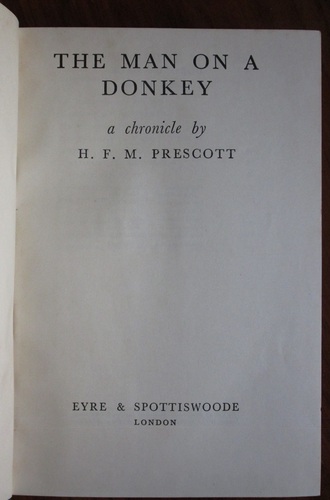 THE MAN ON A
DONKEY
a chronicle by
H. F. M. PRESCOTT
EYRE & SPOTTISWOODE
LONDON